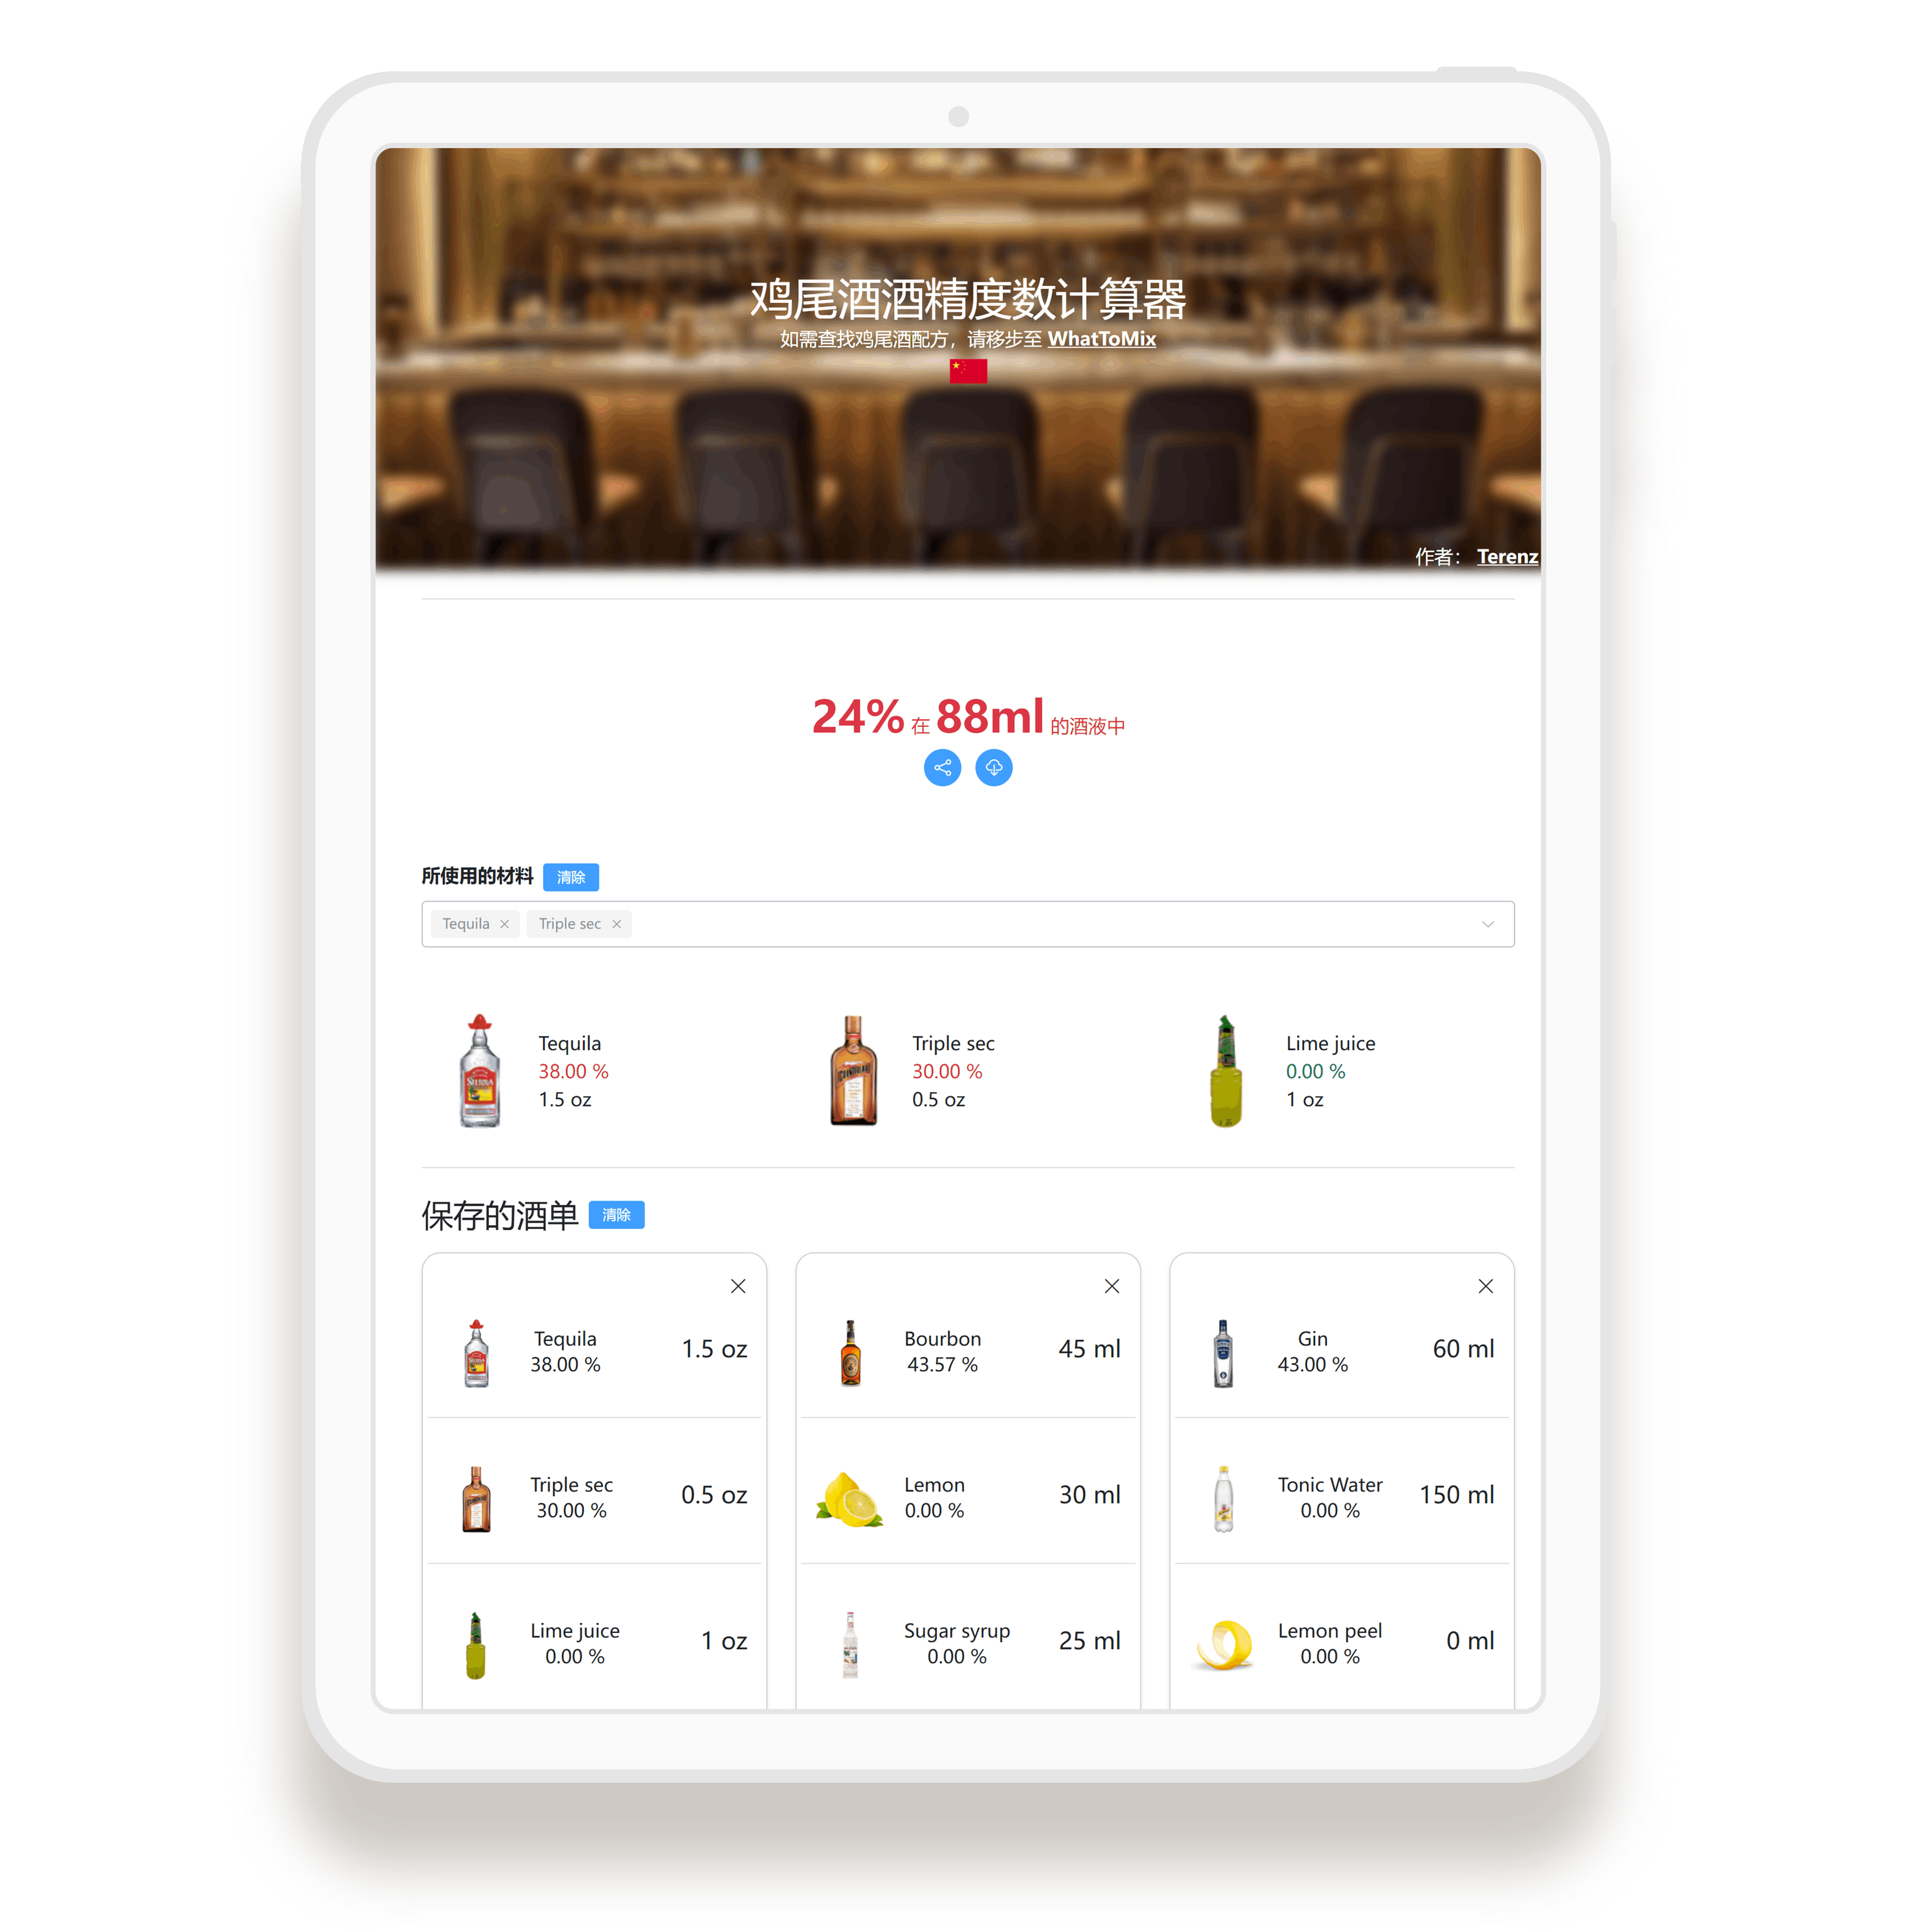 鸡尾酒酒精度数计算器
如需查找鸡尾酒配方，请移步至 WhatToMix
作者： Terenz
24% 在 88ml 的酒液中
所使用的材料 清除
Tequila Triple sec
Tequila
38.00 %
1.5 oz
Triple sec
30.00 %
0.5 oz
Lime juice
0.00 %
1 oz
保存的酒单 清除
Tequila
38.00 %
1.5 oz
Triple sec
30.00 %
0.5 oz
Lime juice
0.00 %
1 oz
Bourbon
43.57 %
45 ml
Lemon
0.00 %
30 ml
Sugar syrup
0.00 %
25 ml
Gin
43.00 %
60 ml
Tonic Water
0.00 %
150 ml
Lemon peel
0.00 %
0 ml